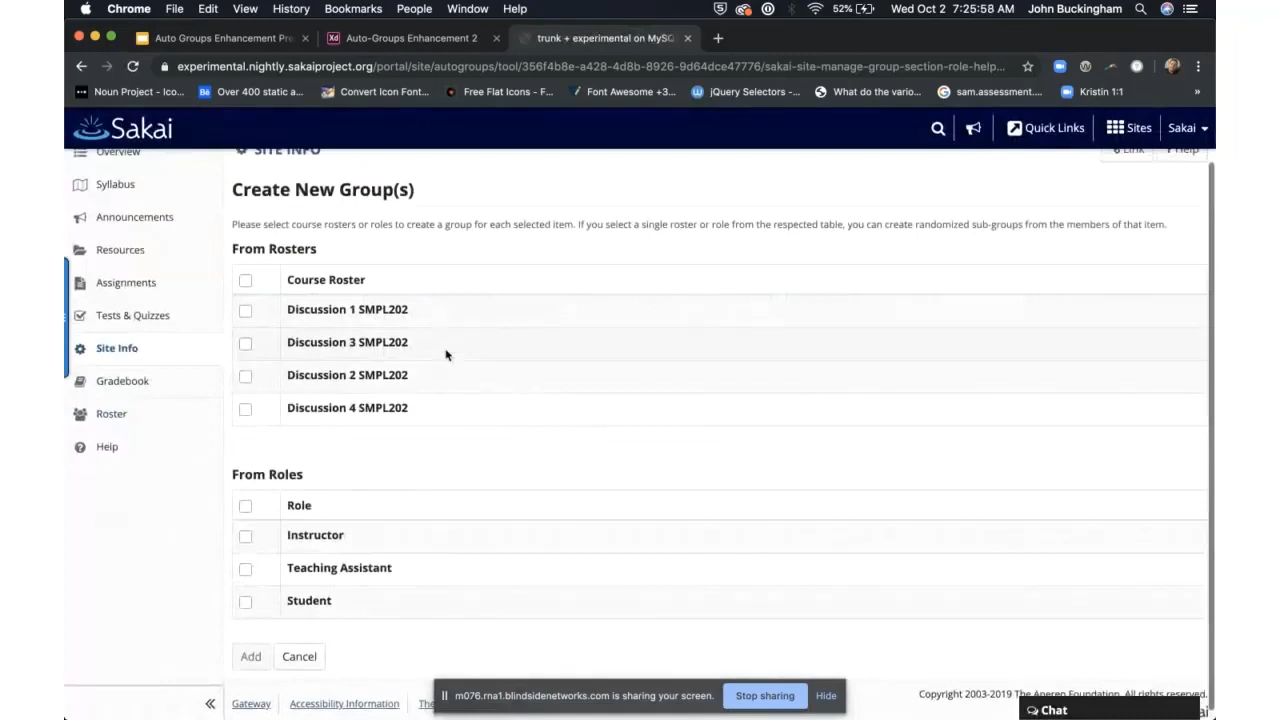 Chrome File Edit View History Bookmarks People Window Help 52% Wed Oct 2 7:25:58 AM John Buckingham
Auto Groups Enhancement Pre × Auto-Groups Enhancement 2 × trunk + experimental on MySQ × +
experimental.nightly.sakaiproject.org/portal/site/autogroups/tool/356f4b8e-a428-4d8b-8926-9d64dce47776/sakai-site-manage-group-section-role-help...
Noun Project - Ico... Over 400 static a... Convert Icon Font... Free Flat Icons - F... Font Awesome +3... jQuery Selectors -... What do the vario... sam.assessment.... Kristin 1:1 »
Sakai Quick Links Sites Sakai
Overview
SITE INFO
Link ? Help
Syllabus
Announcements
Resources
Assignments
Tests & Quizzes
Site Info
Gradebook
Roster
Help
Create New Group(s)
Please select course rosters or roles to create a group for each selected item. If you select a single roster or role from the respected table, you can create randomized sub-groups from the members of that item.
From Rosters
Course Roster
Discussion 1 SMPL202
Discussion 3 SMPL202
Discussion 2 SMPL202
Discussion 4 SMPL202
From Roles
Role
Instructor
Teaching Assistant
Student
Add Cancel
m076.rna1.blindsidenetworks.com is sharing your screen. Stop sharing Hide
« Gateway Accessibility Information The
Copyright 2003-2019 The Apereo Foundation. All rights reserved.
Chat